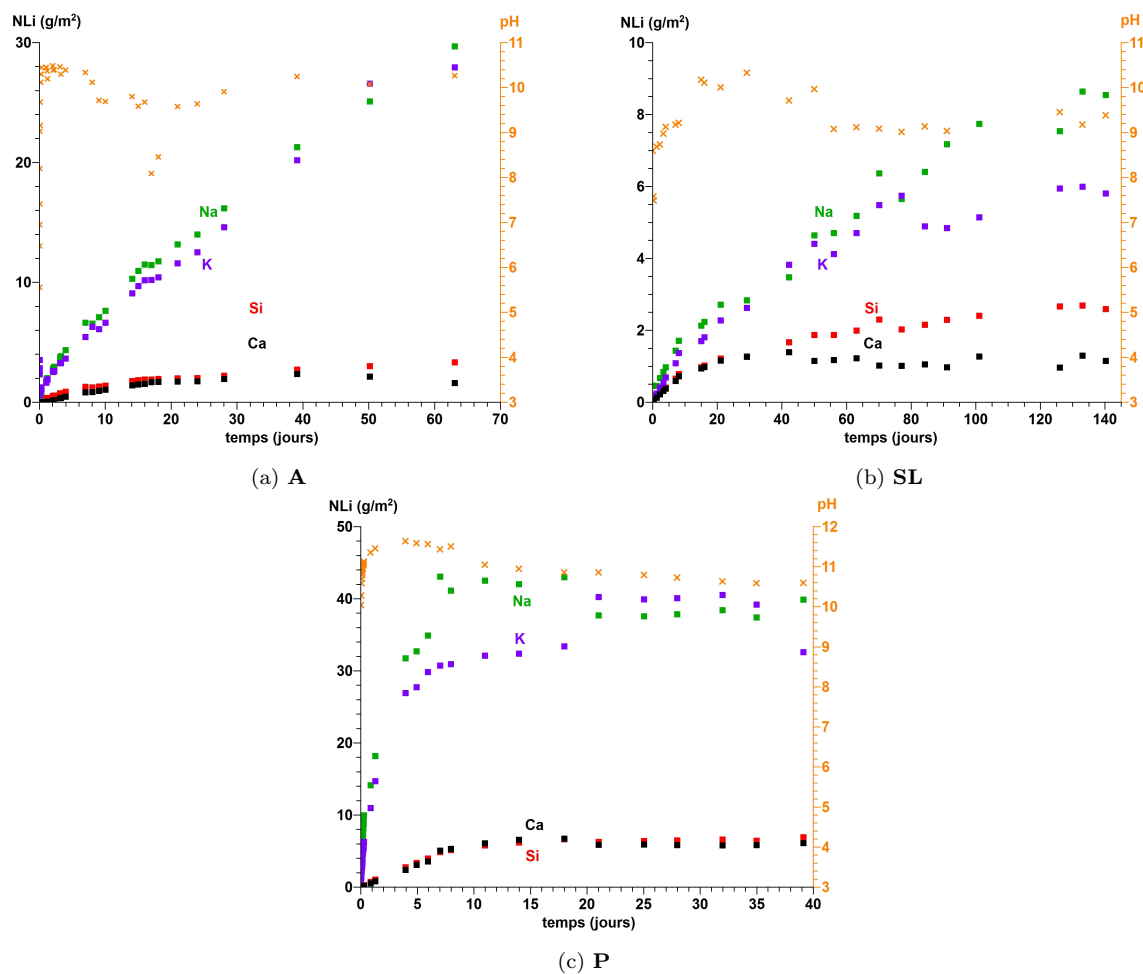 NLi (g/m²) pH
30 11
10
9
20 8
Na
7
K
10 6
Si 5
Ca
4
0 3
0 10 20 30 40 50 60 70
temps (jours)
(a) A
NLi (g/m²) pH
10 11
10
8 9
8
6
Na 7
K
4 6
Si 5
2 Ca
4
0 3
0 20 40 60 80 100 120 140
temps (jours)
(b) SL
NLi (g/m²) pH
50 12
11
40 Na 10
K 9
30
8
7
20
6
5
10 Ca
4
Si
0 3
0 5 10 15 20 25 30 35 40
temps (jours)
(c) P